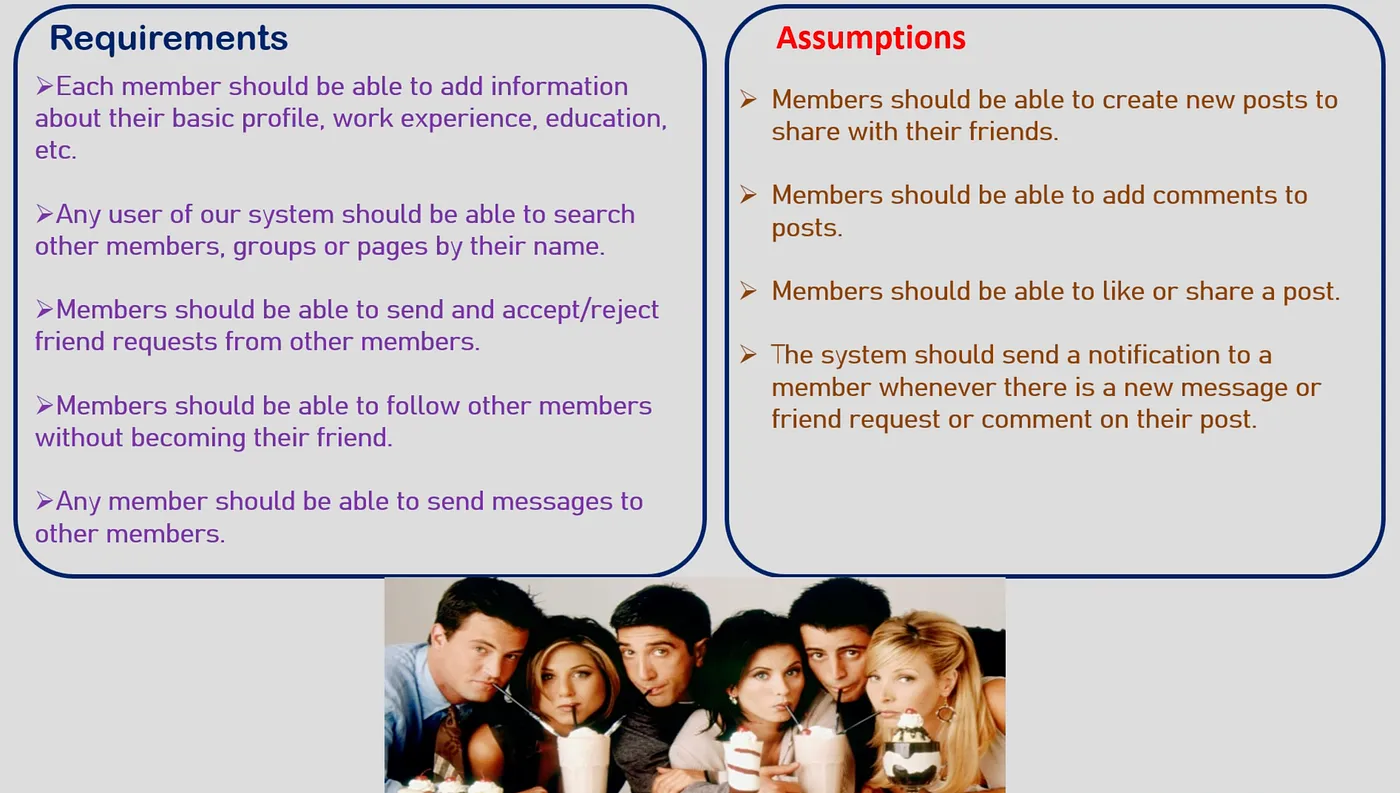 Requirements
➢Each member should be able to add information
about their basic profile, work experience, education,
etc.
➢Any user of our system should be able to search
other members, groups or pages by their name.
➢Members should be able to send and accept/reject
friend requests from other members.
➢Members should be able to follow other members
without becoming their friend.
➢Any member should be able to send messages to
other members.
Assumptions
➢ Members should be able to create new posts to
share with their friends.
➢ Members should be able to add comments to
posts.
➢ Members should be able to like or share a post.
➢ The system should send a notification to a
member whenever there is a new message or
friend request or comment on their post.